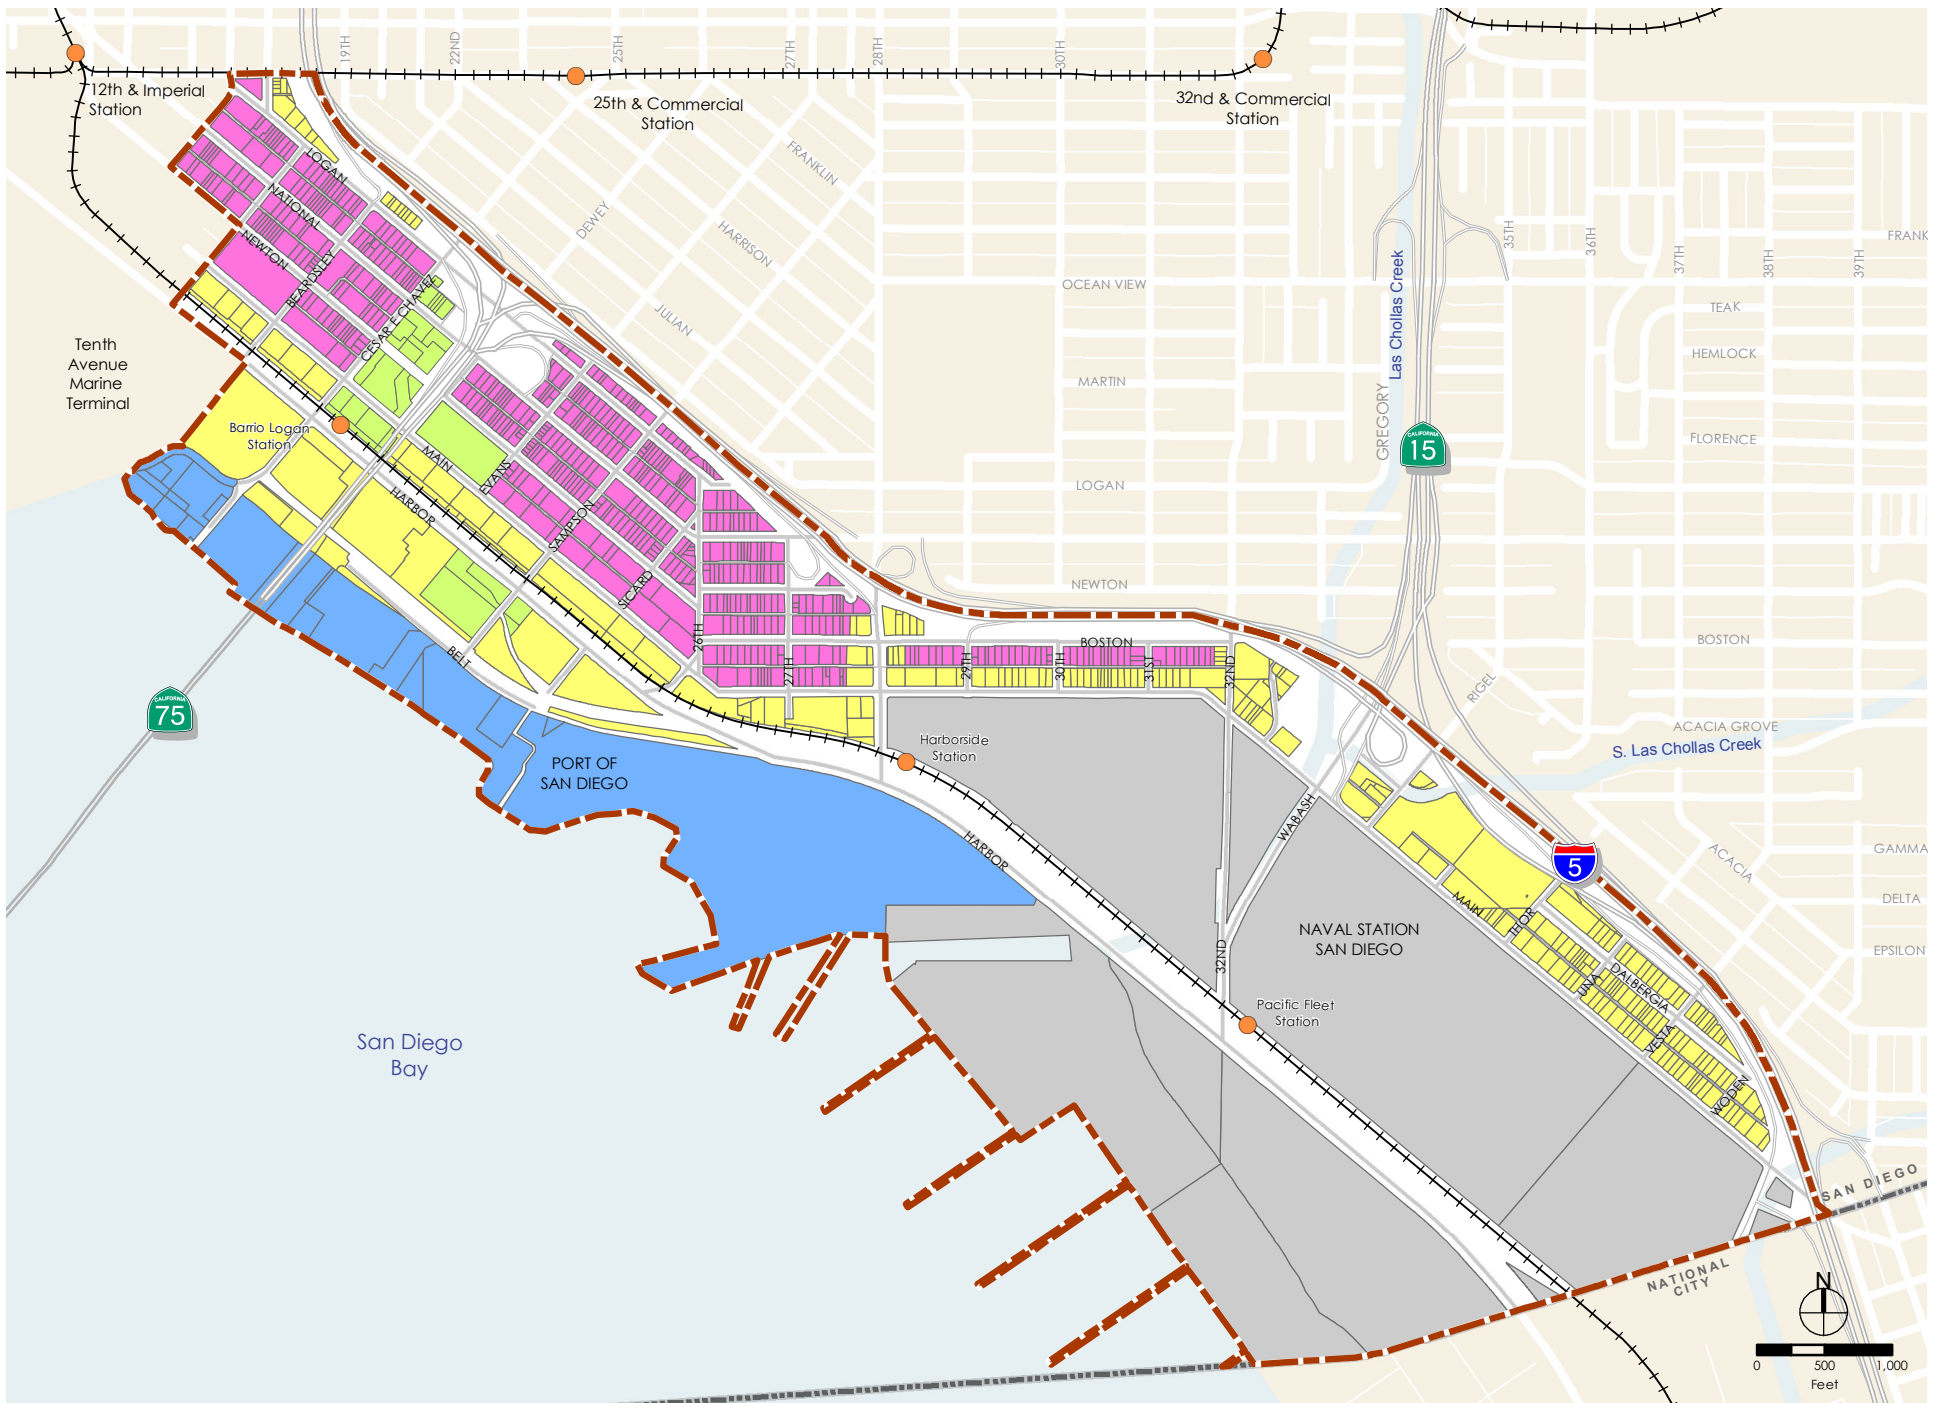 19TH
22ND
25TH
27TH
28TH
30TH
12th & Imperial
Station
25th & Commercial
Station
32nd & Commercial
Station
FRANKLIN
DEWEY
HARRISON
JULIAN
LOGAN
NATIONAL
NEWTON
BEARDSLEY
CESAR E CHAVEZ
35TH
36TH
37TH
38TH
39TH
FRANK
OCEAN VIEW
TEAK
HEMLOCK
MARTIN
FLORENCE
LOGAN
NEWTON
GREGORY
Las Chollas Creek
CALIFORNIA
15
Tenth
Avenue
Marine
Terminal
Barrio Logan
Station
MAIN
HARBOR
EVANS
SAMPSON
SICARD
26TH
27TH
BELT
BOSTON
29TH
30TH
31ST
32ND
BOSTON
RIGEL
ACACIA GROVE
S. Las Chollas Creek
CALIFORNIA
75
PORT OF
SAN DIEGO
Harborside
Station
HARBOR
WABASH
5
ACACIA
GAMMA
DELTA
EPSILON
MAIN
THOR
UNA
DALBERGIA
VESTA
WODEN
NAVAL STATION
SAN DIEGO
32ND
Pacific Fleet
Station
San Diego
Bay
SAN DIEGO
NATIONAL
CITY
N
0 500 1,000
Feet